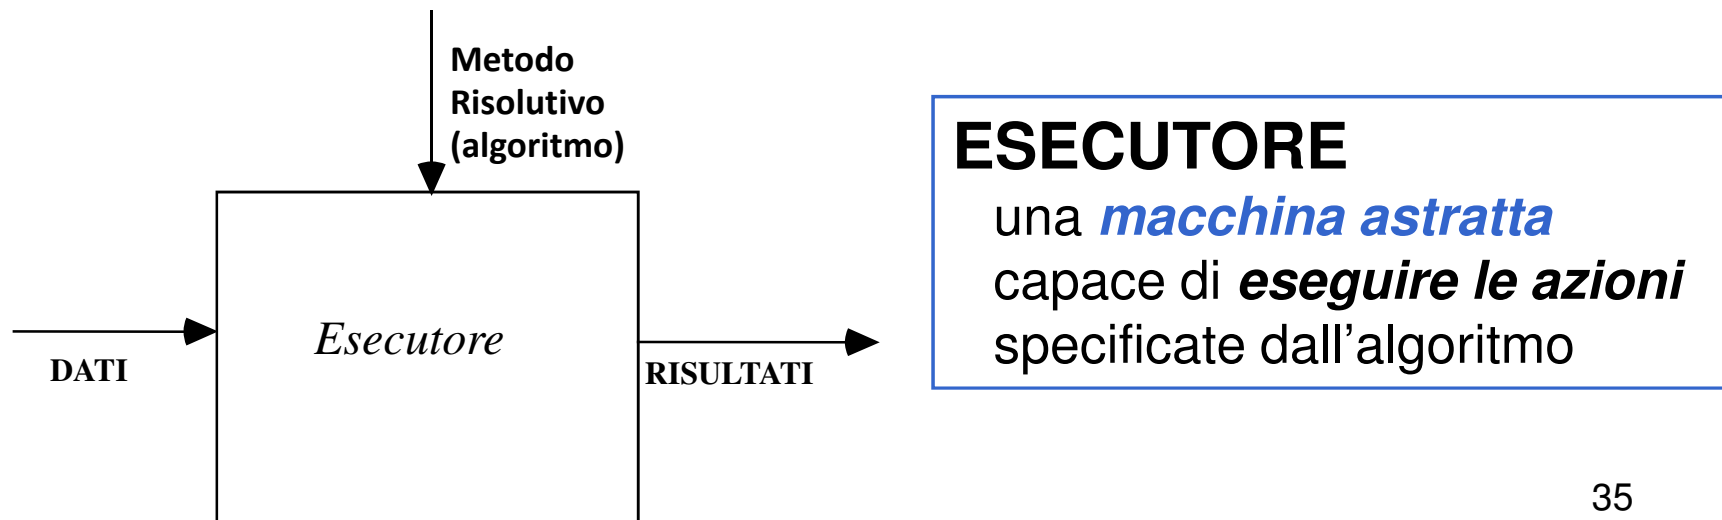 Metodo
Risolutivo
(algoritmo)
Esecutore
DATI
RISULTATI
ESECUTORE
una macchina astratta
capace di eseguire le azioni
specificate dall'algoritmo
35